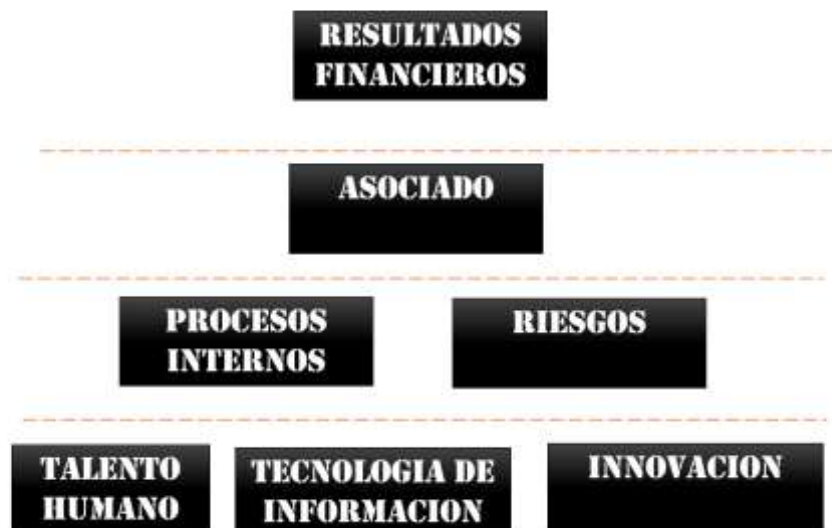 RESULTADOS
FINANCIEROS
ASOCIADO
PROCESOS
INTERNOS
RIESGOS
TALENTO
HUMANO
TECNOLOGIA DE
INFORMACION
INNOVACION